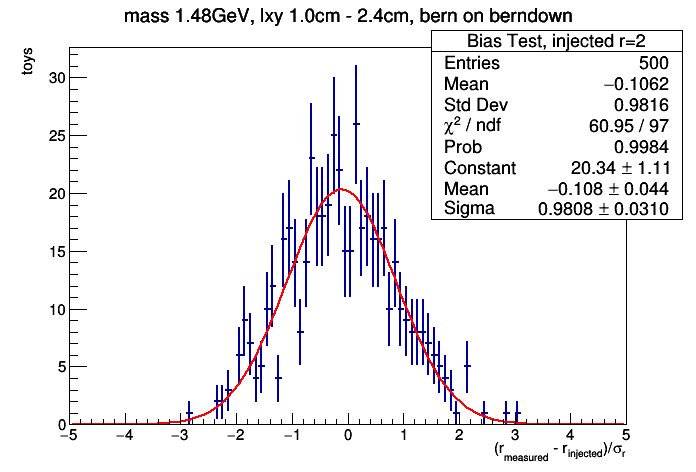 mass 1.48GeV, lxy 1.0cm - 2.4cm, bern on berndown
toys
Bias Test, injected r=2
Entries 500
Mean −0.1062
Std Dev 0.9816
χ² / ndf 60.95 / 97
Prob 0.9984
Constant 20.34 ± 1.11
Mean −0.108 ± 0.044
Sigma 0.9808 ± 0.0310
30
25
20
15
10
5
0
−5 −4 −3 −2 −1 0 1 2 3 4 5
(r_measured - r_injected)/σ_r